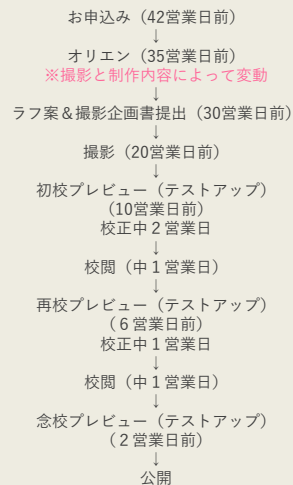 お申込み（42営業日前）
↓
オリエン（35営業日前）
※撮影と制作内容によって変動
↓
ラフ案＆撮影企画書提出（30営業日前）
↓
撮影（20営業日前）
↓
初校プレビュー（テストアップ）
(10営業日前）
校正中２営業日
↓
校閲（中１営業日）
↓
再校プレビュー（テストアップ）
（６営業日前）
校正中１営業日
↓
校閲（中１営業日）
↓
念校プレビュー（テストアップ）
（２営業日前）
↓
公開